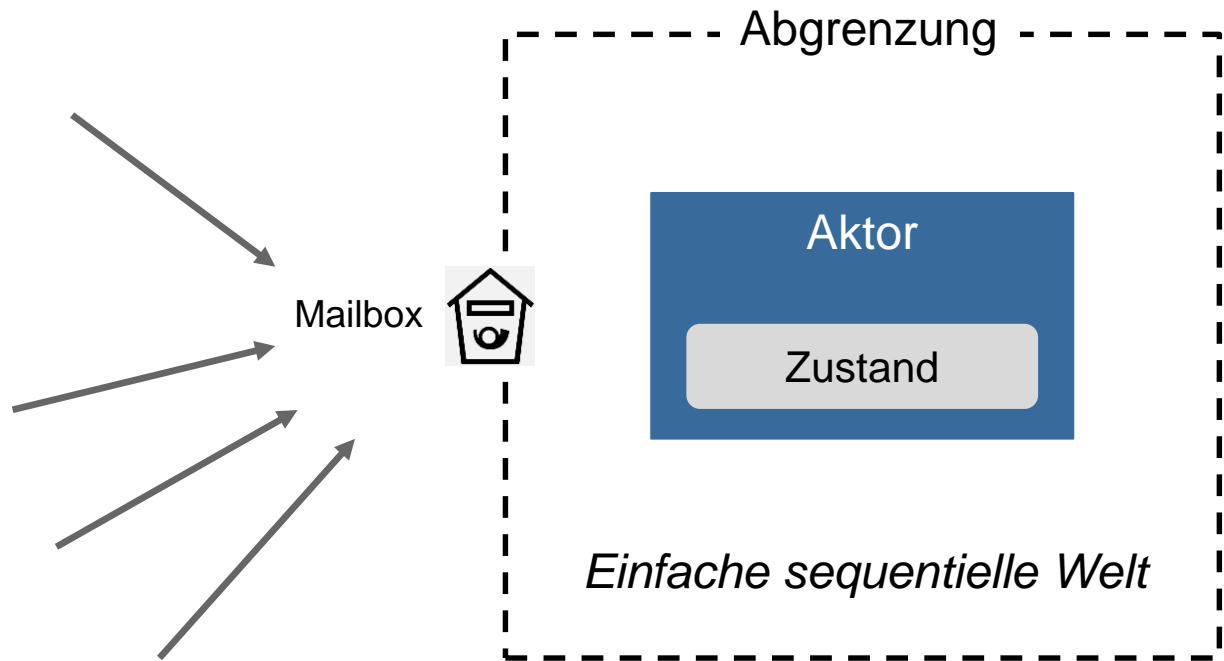 Abgrenzung
Aktor
Mailbox
Zustand
Einfache sequentielle Welt